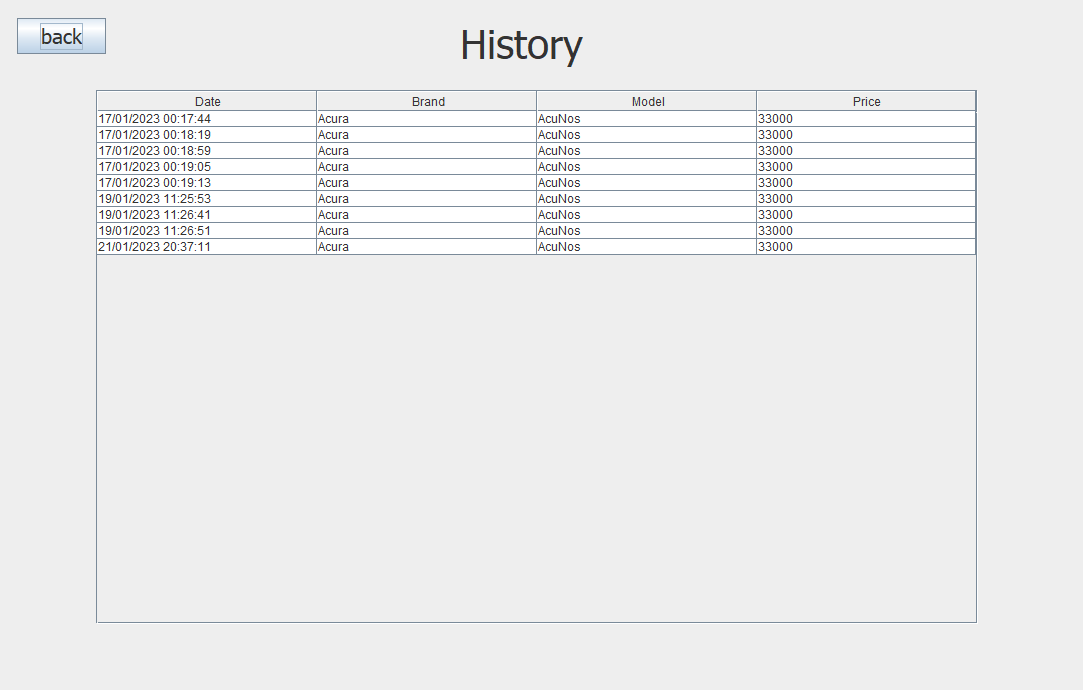 back
History
Date Brand Model Price
17/01/2023 00:17:44 Acura AcuNos 33000
17/01/2023 00:18:19 Acura AcuNos 33000
17/01/2023 00:18:59 Acura AcuNos 33000
17/01/2023 00:19:05 Acura AcuNos 33000
17/01/2023 00:19:13 Acura AcuNos 33000
19/01/2023 11:25:53 Acura AcuNos 33000
19/01/2023 11:26:41 Acura AcuNos 33000
19/01/2023 11:26:51 Acura AcuNos 33000
21/01/2023 20:37:11 Acura AcuNos 33000